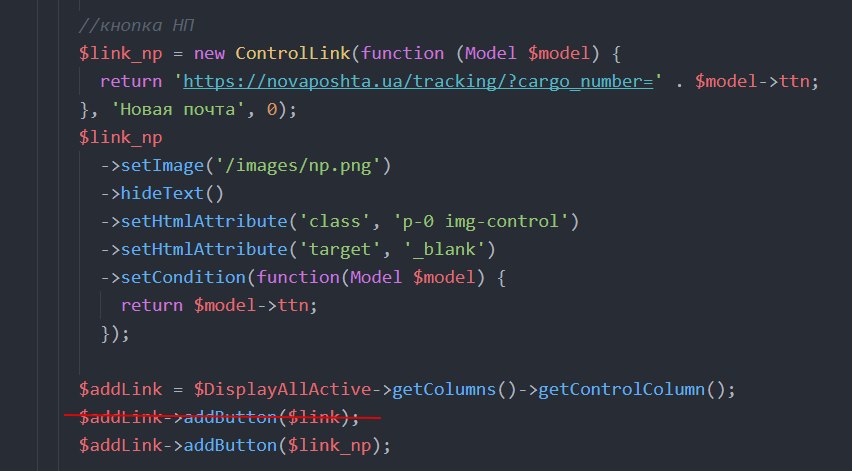 //кнопка НП
$link_np = new ControlLink(function (Model $model) {
return 'https://novaposhta.ua/tracking/?cargo_number=' . $model->ttn;
}, 'Новая почта', 0);
$link_np
->setImage('/images/np.png')
->hideText()
->setHtmlAttribute('class', 'p-0 img-control')
->setHtmlAttribute('target', '_blank')
->setCondition(function(Model $model) {
return $model->ttn;
});
$addLink = $DisplayAllActive->getColumns()->getControlColumn();
$addLink->addButton($link);
$addLink->addButton($link_np);